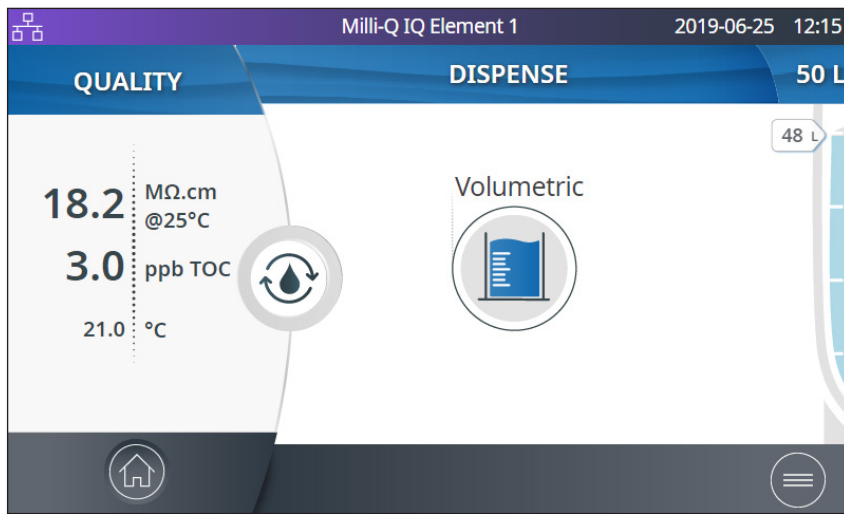 Milli-Q IQ Element 1
2019-06-25 12:15
QUALITY
DISPENSE
50 L
48 L
18.2 MΩ.cm
@25°C
3.0 ppb TOC
21.0 °C
Volumetric